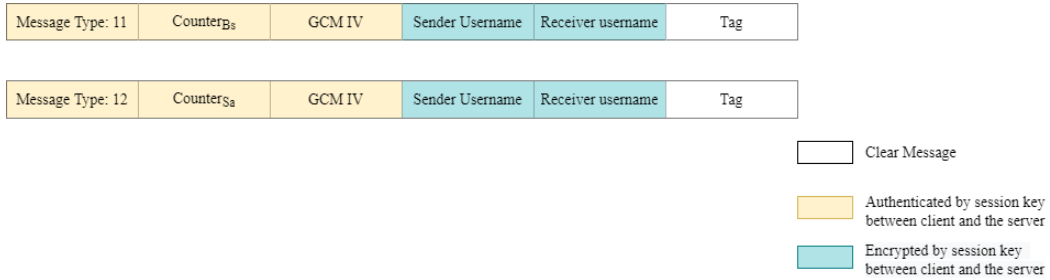 Message Type: 11 Counter_Bs GCM IV Sender Username Receiver username Tag
Message Type: 12 Counter_Sa GCM IV Sender Username Receiver username Tag
Clear Message
Authenticated by session key
between client and the server
Encrypted by session key
between client and the server